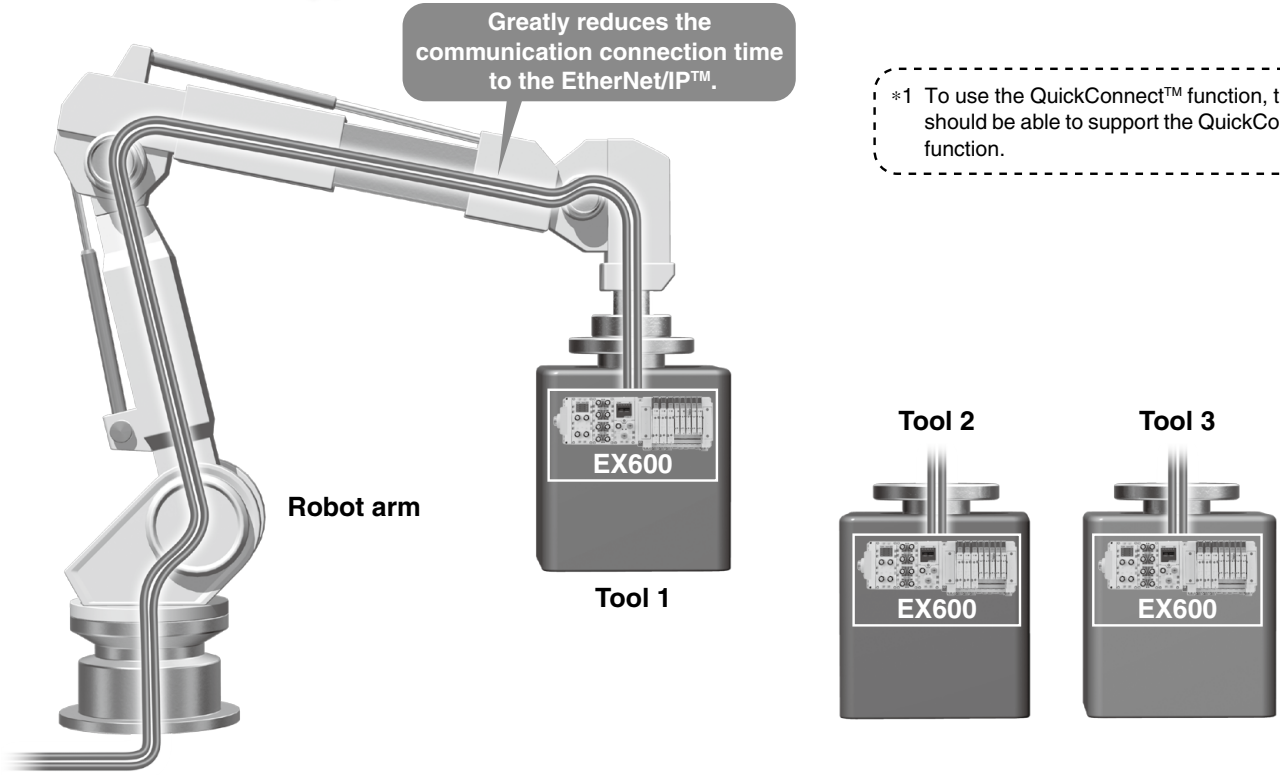 Greatly reduces the
communication connection time
to the EtherNet/IP™.
*1 To use the QuickConnect™ function,
should be able to support the
function.
EX600
Robot arm
Tool 1
Tool 2
Tool 3
EX600
EX600